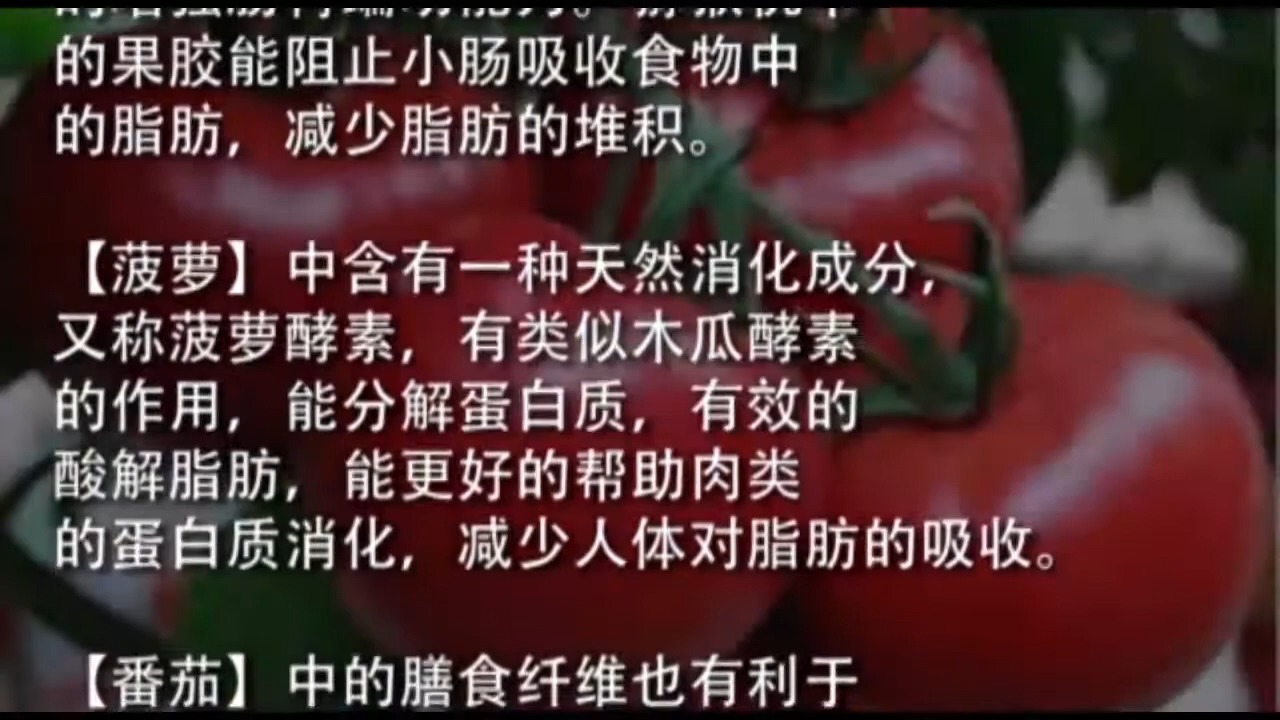 的果胶能阻止小肠吸收食物中
的脂肪，减少脂肪的堆积。
【菠萝】中含有一种天然消化成分，
又称菠萝酵素，有类似木瓜酵素
的作用，能分解蛋白质，有效的
酸解脂肪，能更好的帮助肉类
的蛋白质消化，减少人体对脂肪的吸收。
【番茄】中的膳食纤维也有利于